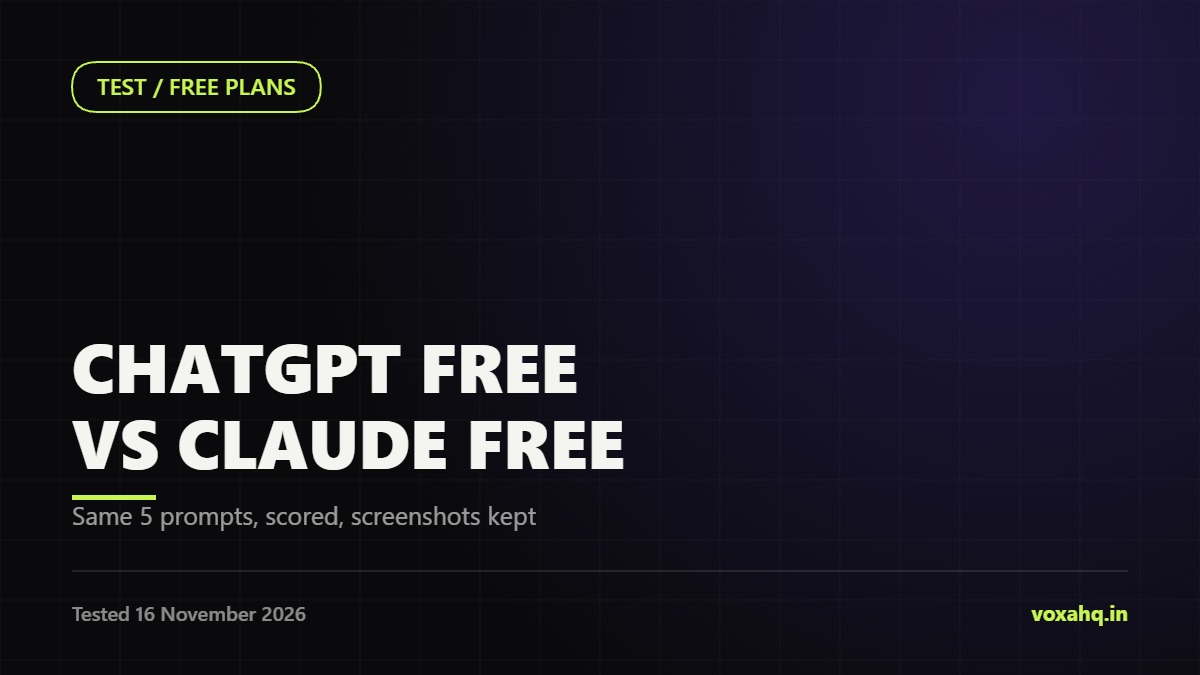 TEST / FREE PLANS
CHATGPT FREE
VS CLAUDE FREE
Same 5 prompts, scored, screenshots kept
Tested 16 November 2026
voxahq.in